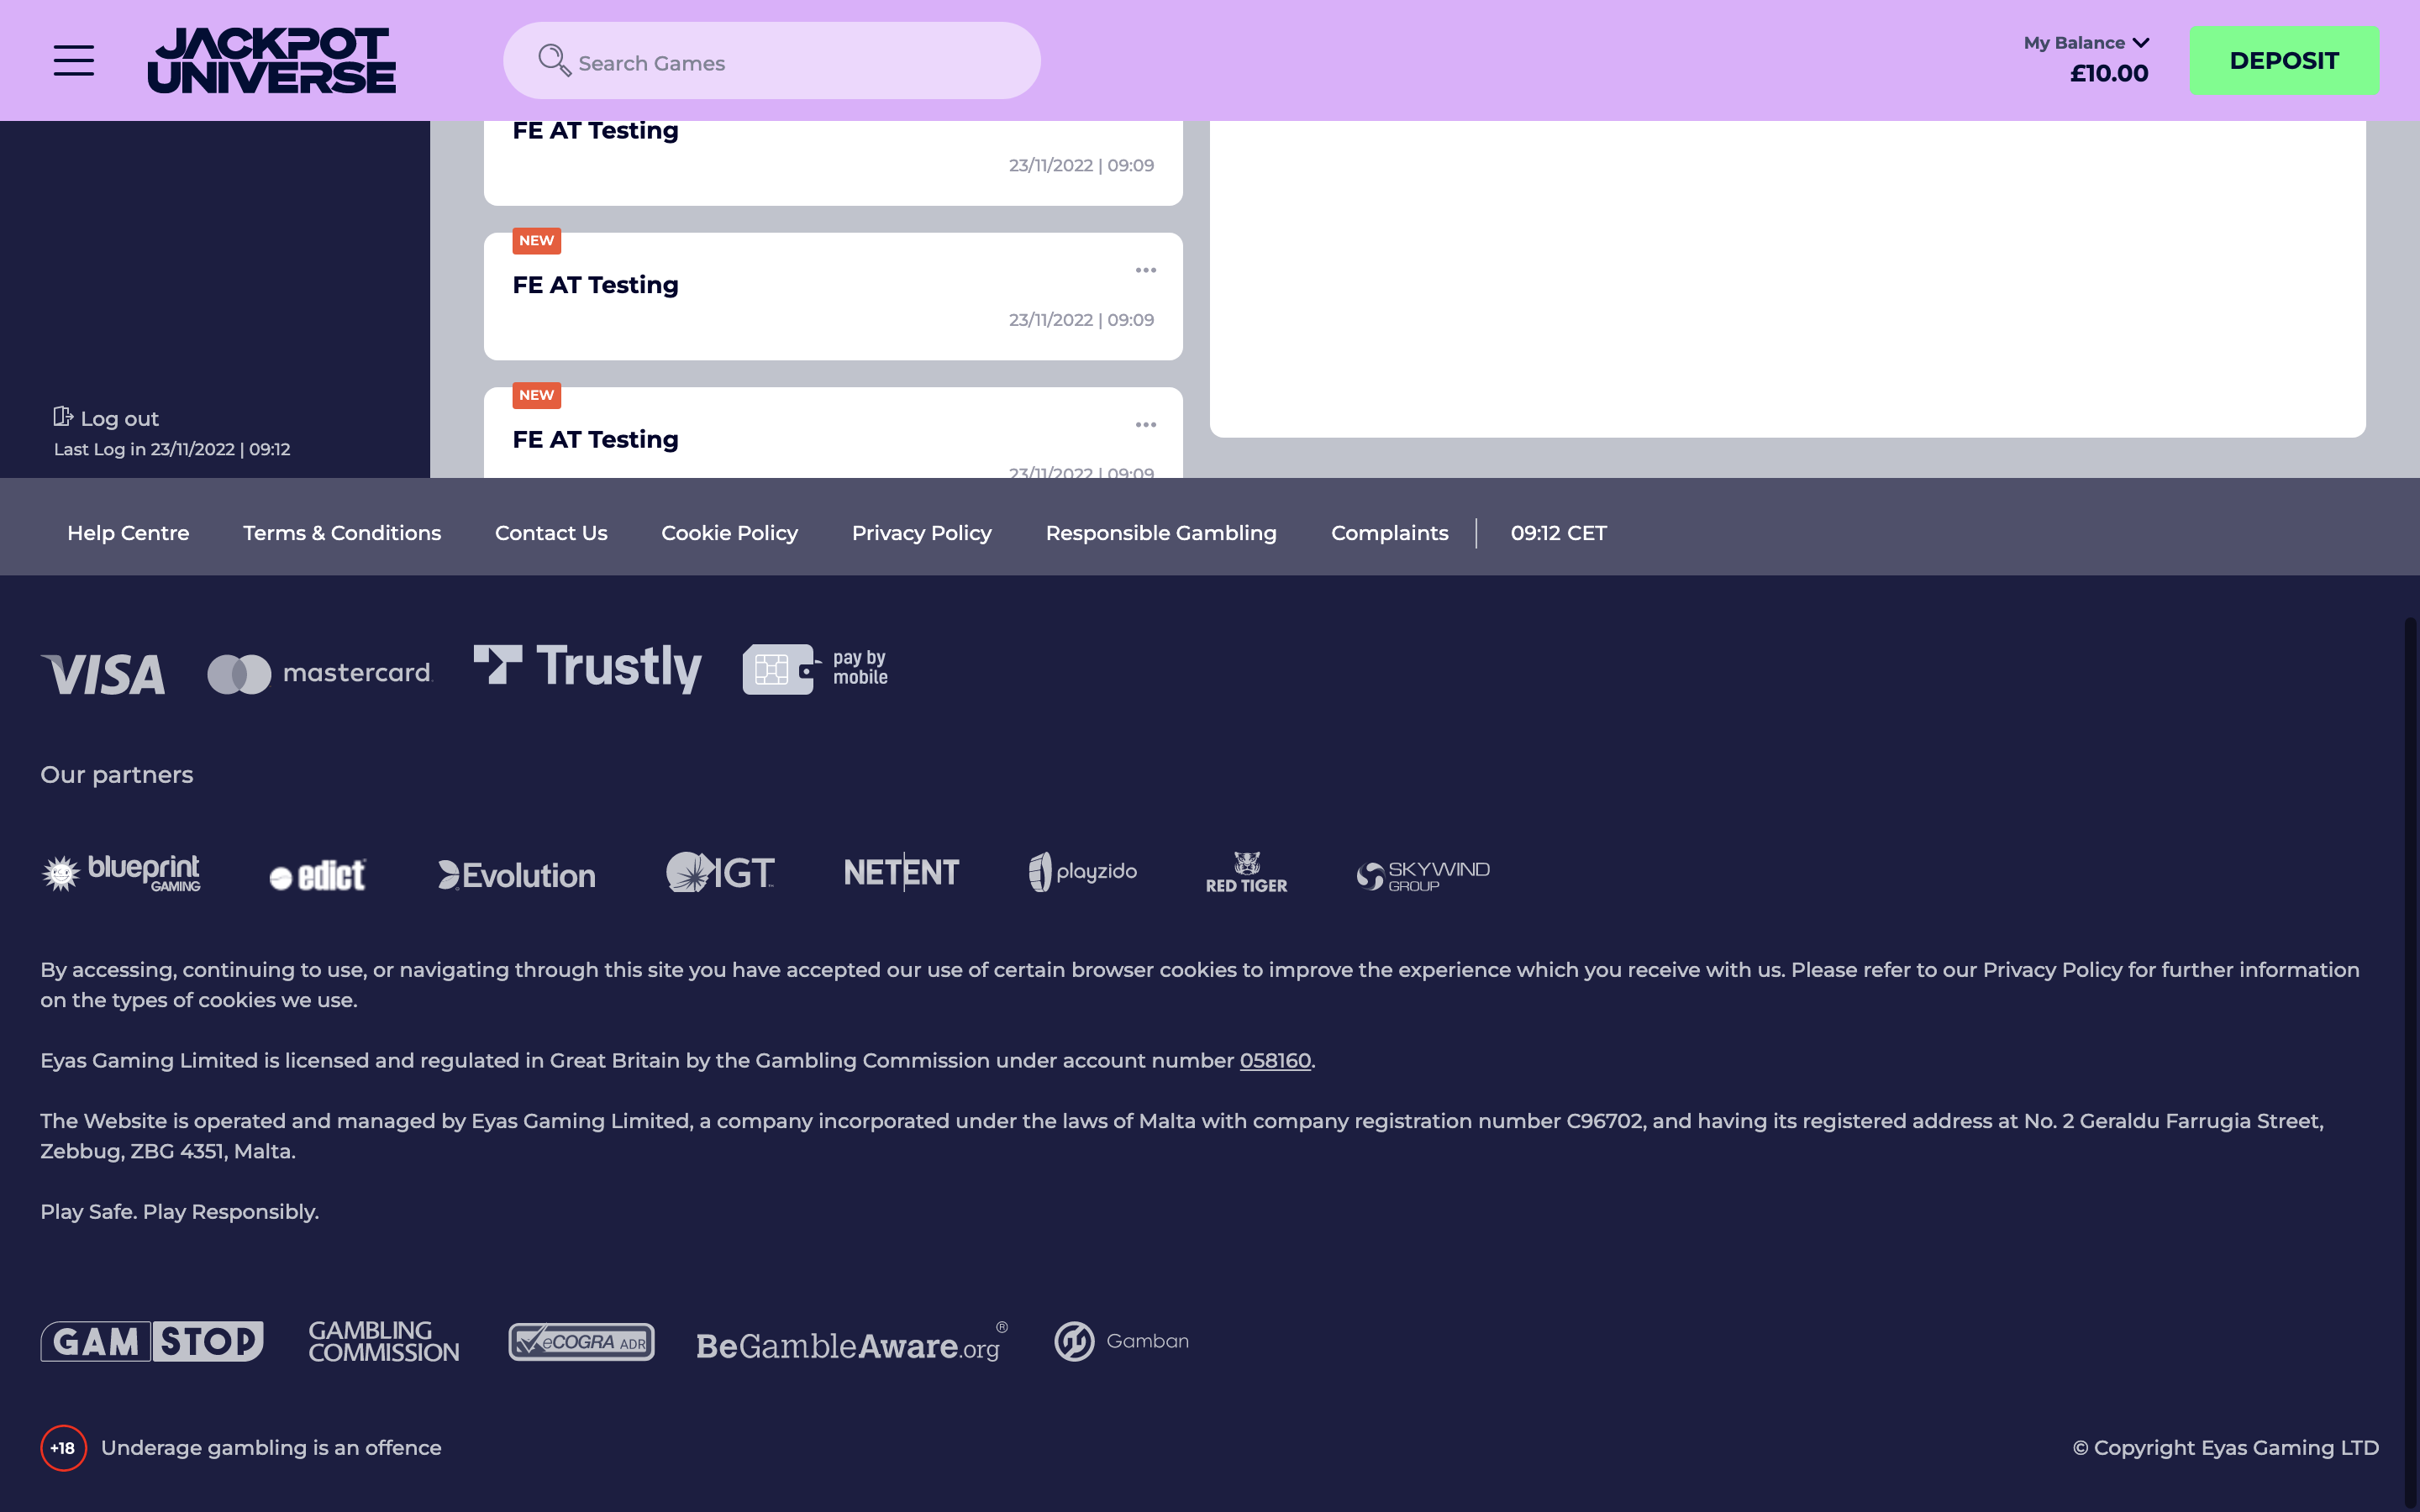 JACKPOT
UNIVERSE
Search Games
My Balance
£10.00
DEPOSIT
FE AT Testing
23/11/2022 | 09:09
NEW
FE AT Testing
23/11/2022 | 09:09
NEW
FE AT Testing
23/11/2022 | 09:09
Log out
Last Log in 23/11/2022 | 09:12
Help Centre Terms & Conditions Contact Us Cookie Policy Privacy Policy Responsible Gambling Complaints 09:12 CET
VISA mastercard Trustly pay by
mobile
Our partners
blueprint
GAMING
edict
Evolution
IGT
NETENT
playzido
RED TIGER
SKYWIND
GROUP
By accessing, continuing to use, or navigating through this site you have accepted our use of certain browser cookies to improve the experience which you receive with us. Please refer to our Privacy Policy for further information
on the types of cookies we use.
Eyas Gaming Limited is licensed and regulated in Great Britain by the Gambling Commission under account number 058160.
The Website is operated and managed by Eyas Gaming Limited, a company incorporated under the laws of Malta with company registration number C96702, and having its registered address at No. 2 Geraldu Farrugia Street,
Zebbug, ZBG 4351, Malta.
Play Safe. Play Responsibly.
GAMSTOP
GAMBLING
COMMISSION
eCOGRA ADR
BeGambleAware.org®
Gamban
+18 Underage gambling is an offence
© Copyright Eyas Gaming LTD